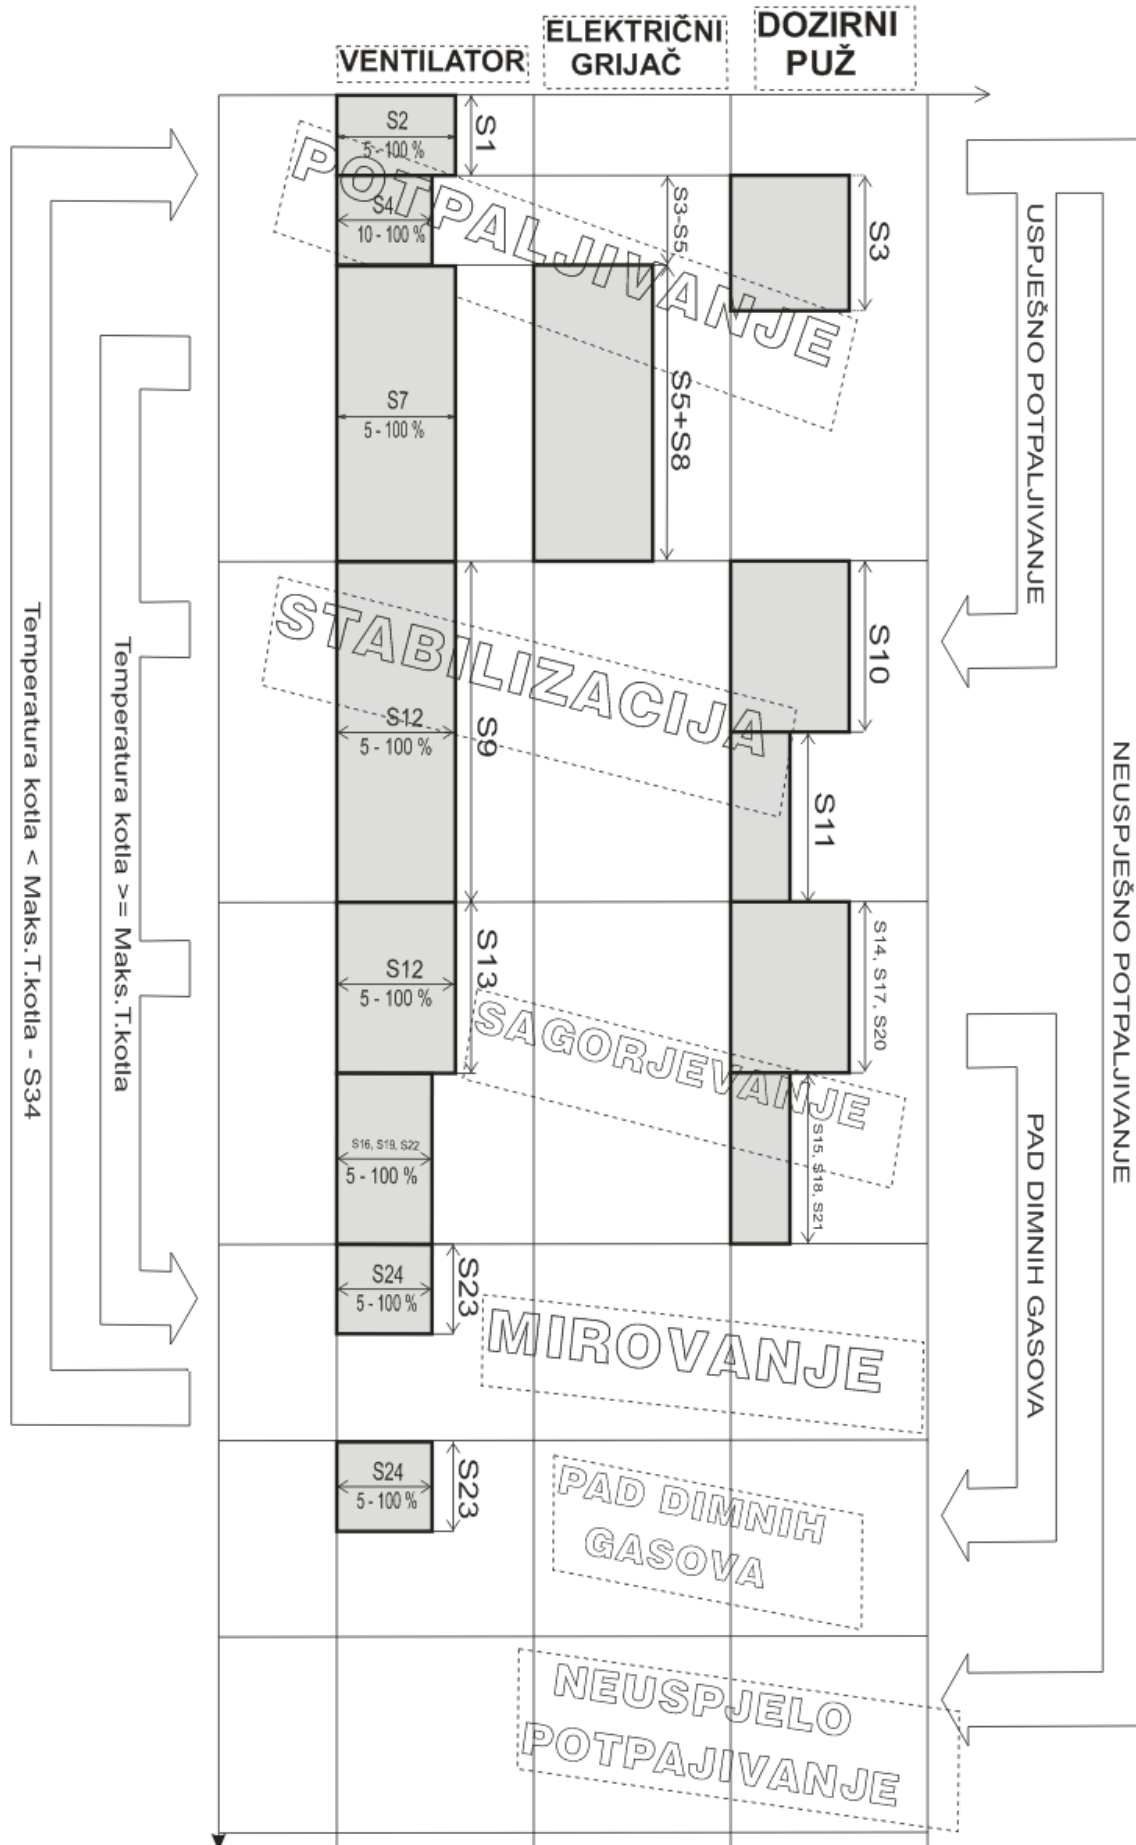 VENTILATOR
ELEKTRIČNI
GRIJAČ
DOZIRNI
PUŽ
S2
5 - 100 %
S1
S4
10 - 100 %
S3-S5
S3
POTPALJIVANJE
S7
5 - 100 %
S5+S8
STABILIZACIJA
S12
5 - 100 %
S9
S10
S11
S12
5 - 100 %
S13
S14, S17, S20
SAGORJEVANJE
S16, S19, S22
5 - 100 %
S15, S18, S21
S24
5 - 100 %
S23
MIROVANJE
S24
5 - 100 %
S23
PAD DIMNIH
GASOVA
NEUSPJELO
POTPAJIVANJE
Temperatura kotla < Maks.T.kotla - S34
Temperatura kotla >= Maks.T.kotla
USPJEŠNO POTPALJIVANJE
NEUSPJEŠNO POTPALJIVANJE
PAD DIMNIH GASOVA